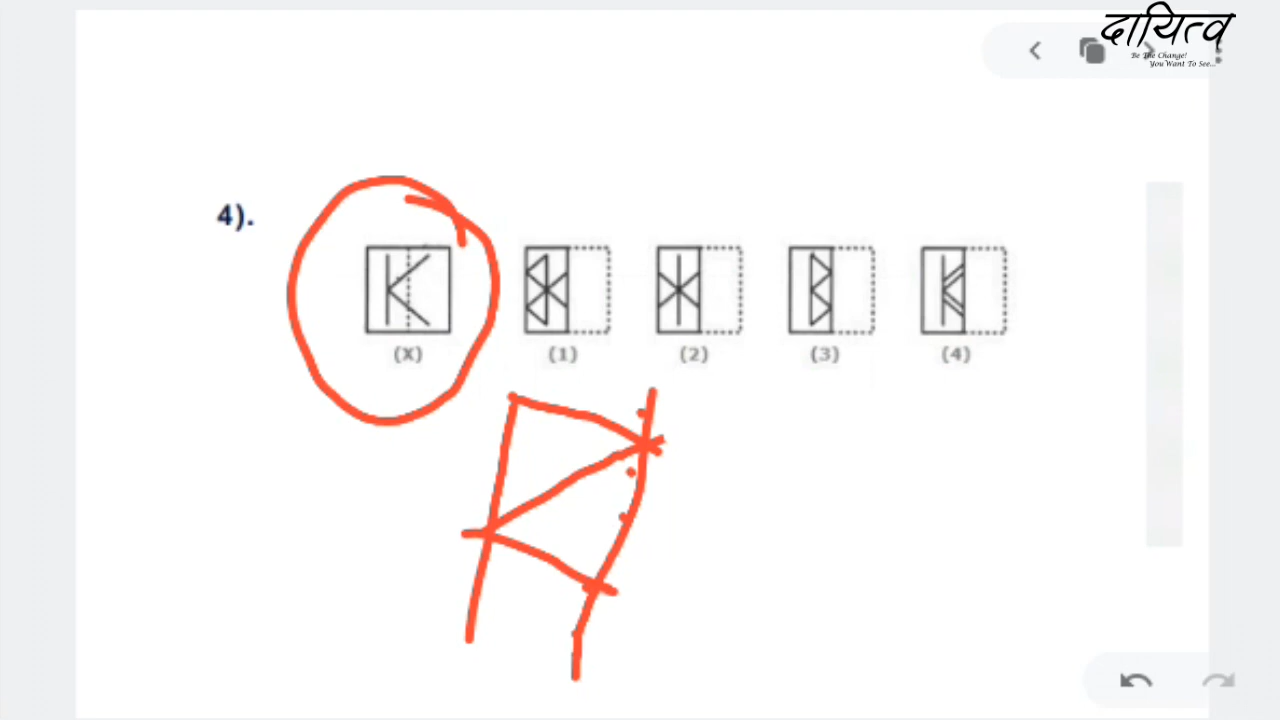 दायित्व
Be The Change!
You Want To See...
4).
(X) (1) (2) (3) (4)